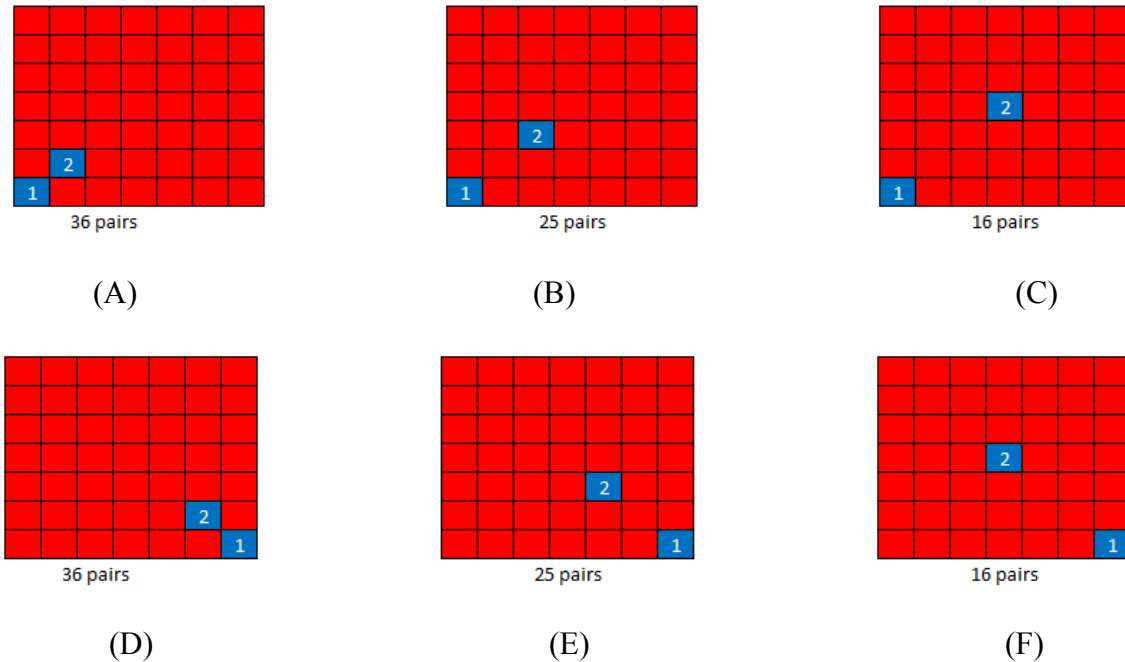 2 2 2
1 1 1
36 pairs 25 pairs 16 pairs
(A) (B) (C)
2 2 2
1 1 1
36 pairs 25 pairs 16 pairs
(D) (E) (F)